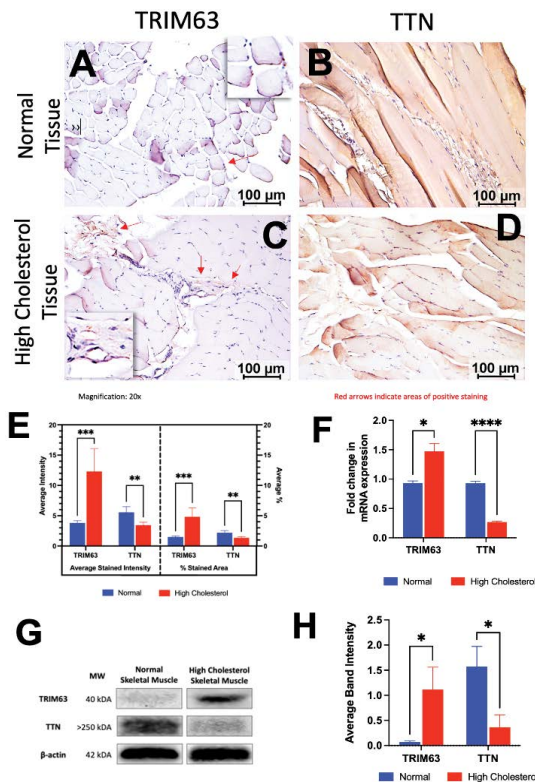 TRIM63 TTN
Normal Tissue
A
100 µm
B
100 µm
High Cholesterol Tissue
C
100 µm
D
100 µm
Magnification: 20x
Red arrows indicate areas of positive staining
E
Average Intensity
20
15
10
5
0
*** ** *** **
20
15
10
5
0
Average %
TRIM63 TTN TRIM63 TTN
Average Stained Intensity % Stained Area
Normal High Cholesterol
F
Fold change in mRNA expression
2.0
1.5
1.0
0.5
0.0
* ****
TRIM63 TTN
Normal High Cholesterol
G
MW Normal Skeletal Muscle High Cholesterol Skeletal Muscle
TRIM63 40 kDA
TTN >250 kDA
β-actin 42 kDA
H
Average Band Intensity
2.5
2.0
1.5
1.0
0.5
0.0
* *
TRIM63 TTN
Normal High Cholesterol